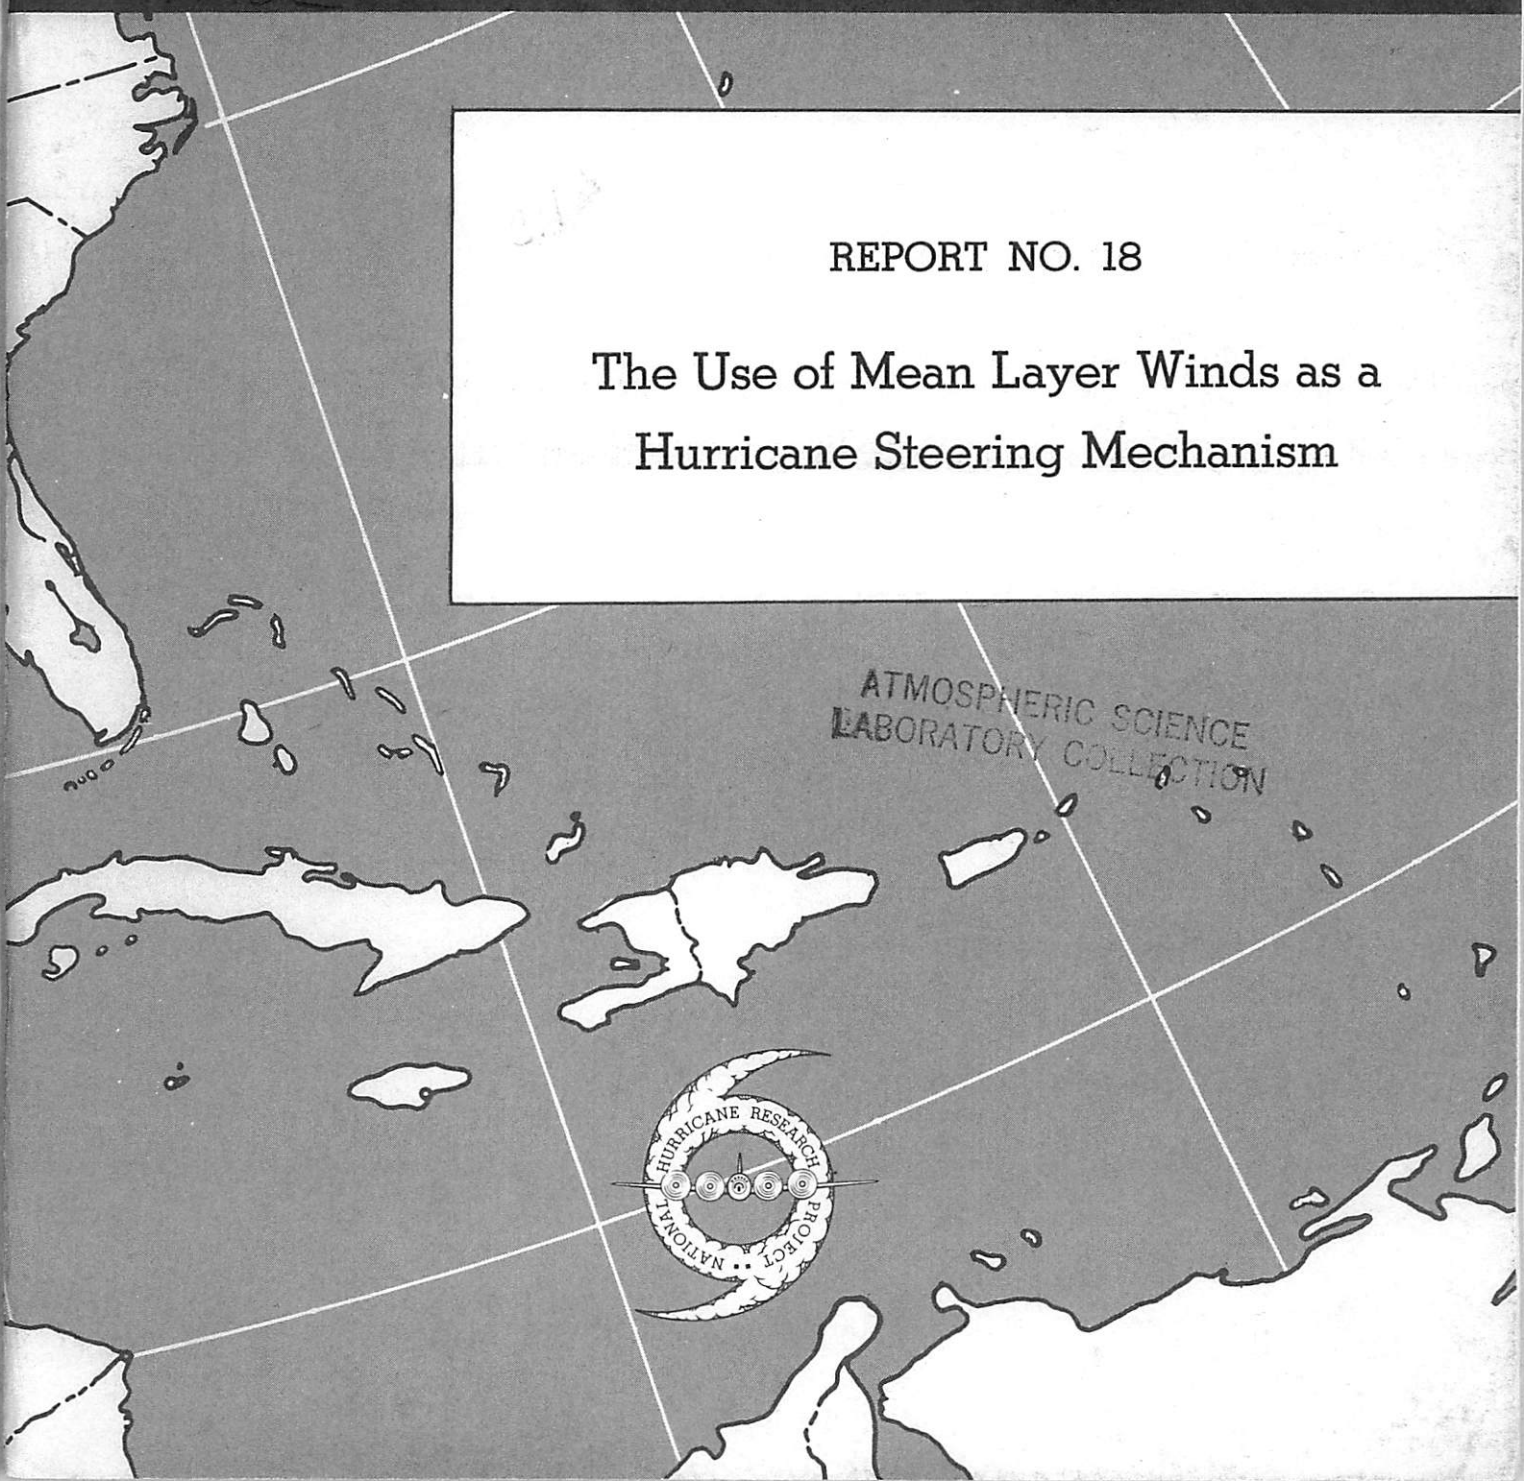 REPORT NO. 18
The Use of Mean Layer Winds as a
Hurricane Steering Mechanism
ATMOSPHERIC SCIENCE
LABORATORY COLLECTION
NATIONAL HURRICANE RESEARCH PROJECT